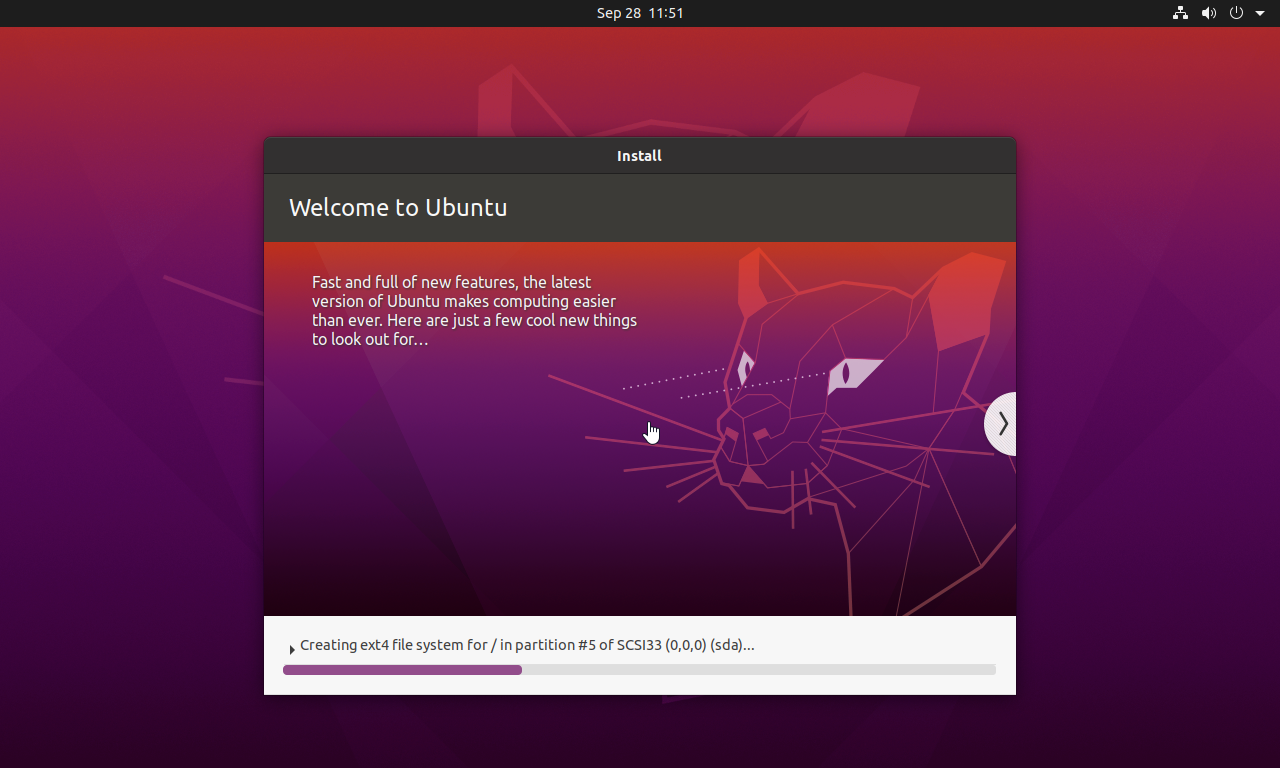 Sep 28 11:51
Install
Welcome to Ubuntu
Fast and full of new features, the latest
version of Ubuntu makes computing easier
than ever. Here are just a few cool new things
to look out for…
Creating ext4 file system for / in partition #5 of SCSI33 (0,0,0) (sda)...